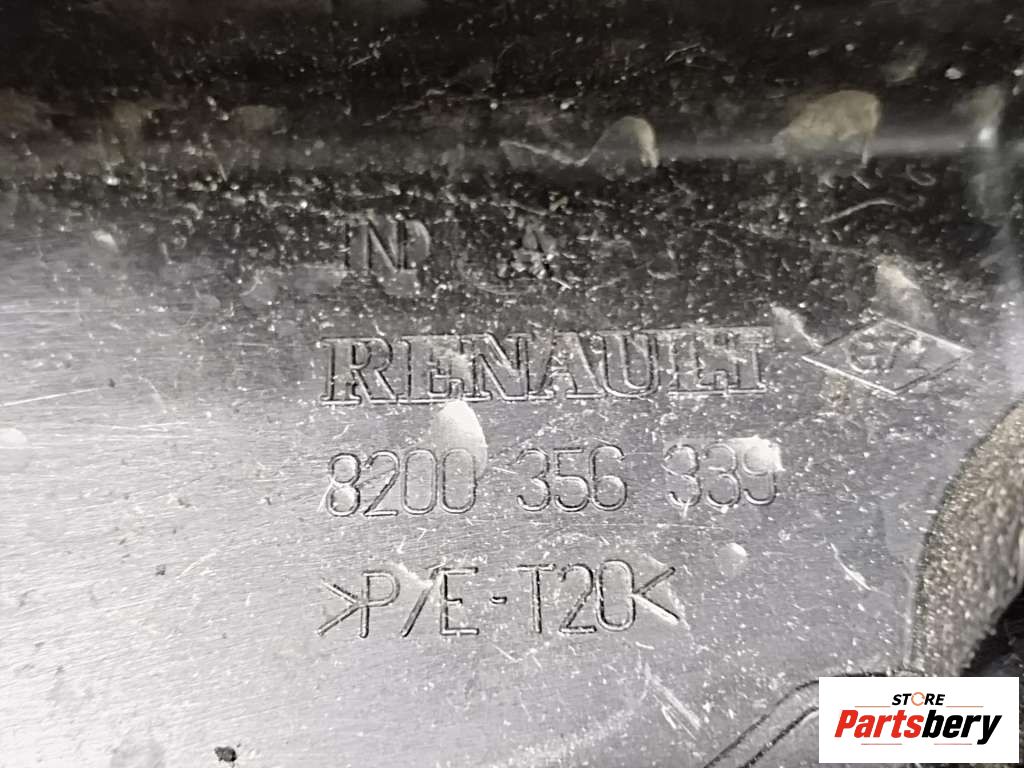 RENAULT
8200 356 339
>P/E-T20<
STORE
Partsbery